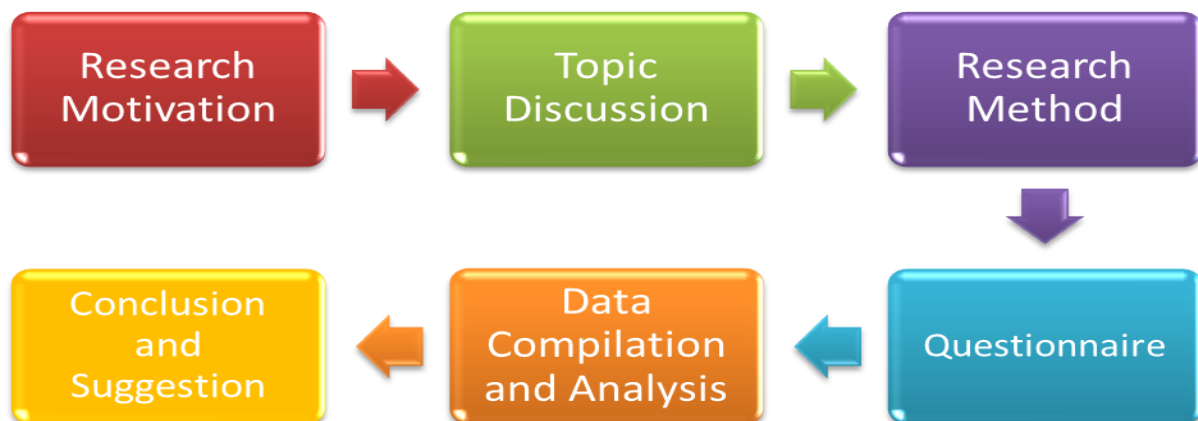 Research
Motivation
Topic
Discussion
Research
Method
Questionnaire
Data
Compilation
and Analysis
Conclusion
and
Suggestion